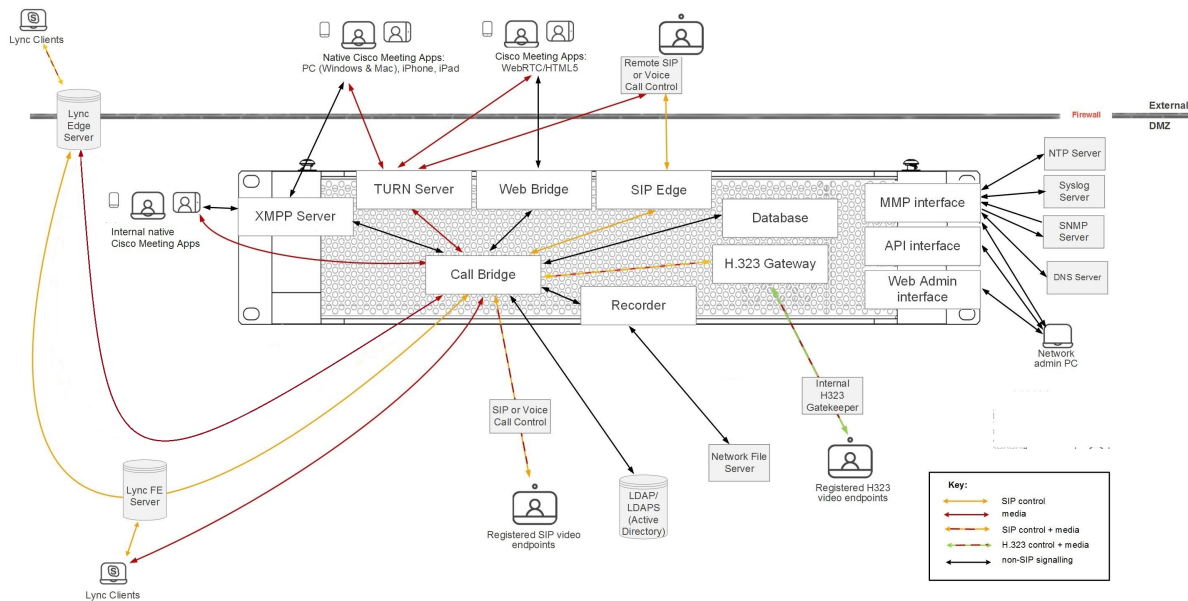 Lync Clients
Native Cisco Meeting Apps:
PC (Windows & Mac), iPhone, iPad
Cisco Meeting Apps:
WebRTC/HTML5
Remote SIP
or Voice
Call Control
Lync
Edge
Server
External
Firewall
DMZ
NTP Server
Syslog
Server
SNMP
Server
DNS Server
TURN Server
Web Bridge
SIP Edge
MMP interface
XMPP Server
Database
API interface
Internal native
Cisco Meeting Apps
Call Bridge
H.323 Gateway
Web Admin
interface
Recorder
Network
admin PC
Internal
H323
Gatekeeper
SIP or Voice
Call Control
Network File
Server
Registered H323
video endpoints
Lync FE
Server
LDAP/
LDAPS
(Active
Directory)
Registered SIP video
endpoints
Lync Clients
Key:
SIP control
media
SIP control + media
H.323 control + media
non-SIP signalling